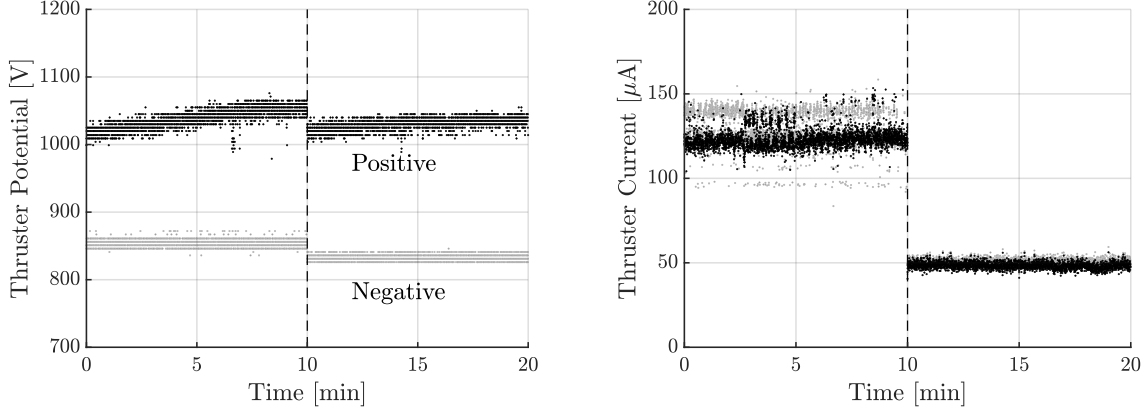 1200
1100
1000
900
800
700
Thruster Potential [V]
Positive
Negative
0 5 10 15 20
Time [min]
200
150
100
50
0
Thruster Current [μA]
0 5 10 15 20
Time [min]